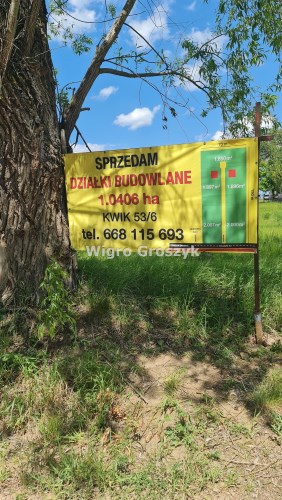 SPRZEDAM
DZIAŁKI BUDOWLANE
1,0406 ha
KWIK 53/6
tel. 668 115 693
Wigro Groszyk